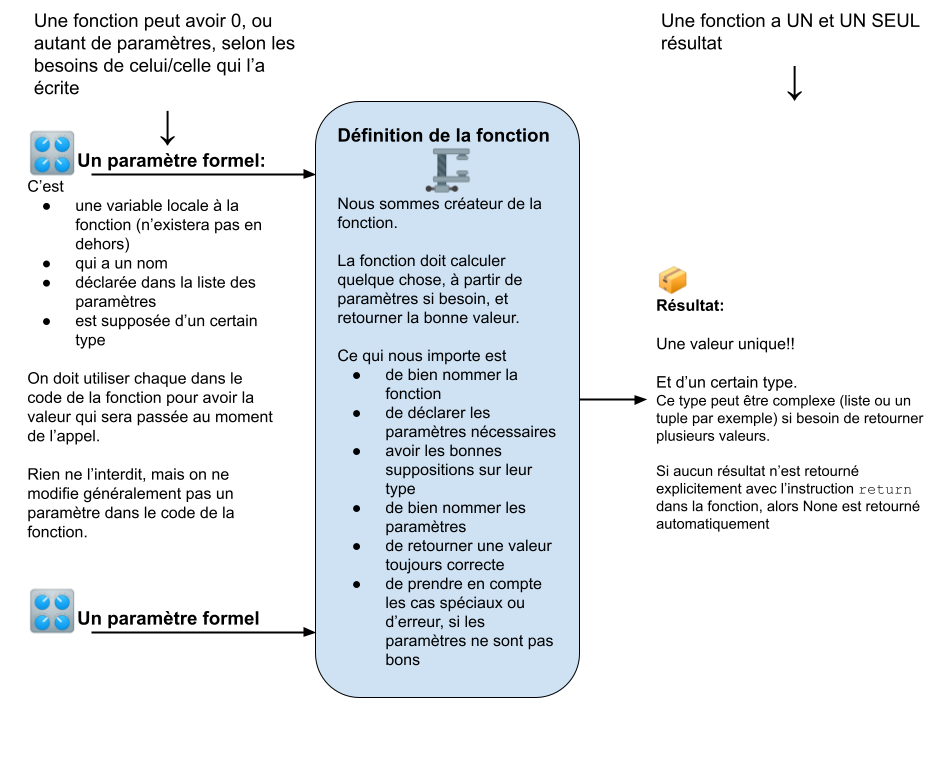 Une fonction peut avoir 0, ou
autant de paramètres, selon les
besoins de celui/celle qui l'a
écrite
Un paramètre formel:
C'est
● une variable locale à la
fonction (n'existera pas en
dehors)
● qui a un nom
● déclarée dans la liste des
paramètres
● est supposée d'un certain
type
On doit utiliser chaque dans le
code de la fonction pour avoir la
valeur qui sera passée au moment
de l'appel.
Rien ne l'interdit, mais on ne
modifie généralement pas un
paramètre dans le code de la
fonction.
Un paramètre formel
Définition de la fonction
Nous sommes créateur de la
fonction.
La fonction doit calculer
quelque chose, à partir de
paramètres si besoin, et
retourner la bonne valeur.
Ce qui nous importe est
● de bien nommer la
fonction
● de déclarer les
paramètres nécessaires
● avoir les bonnes
suppositions sur leur
type
● de bien nommer les
paramètres
● de retourner une valeur
toujours correcte
● de prendre en compte
les cas spéciaux ou
d'erreur, si les
paramètres ne sont pas
bons
Une fonction a UN et UN SEUL
résultat
Résultat:
Une valeur unique!!
Et d'un certain type.
Ce type peut être complexe (liste ou un
tuple par exemple) si besoin de retourner
plusieurs valeurs.
Si aucun résultat n'est retourné
explicitement avec l'instruction return
dans la fonction, alors None est retourné
automatiquement